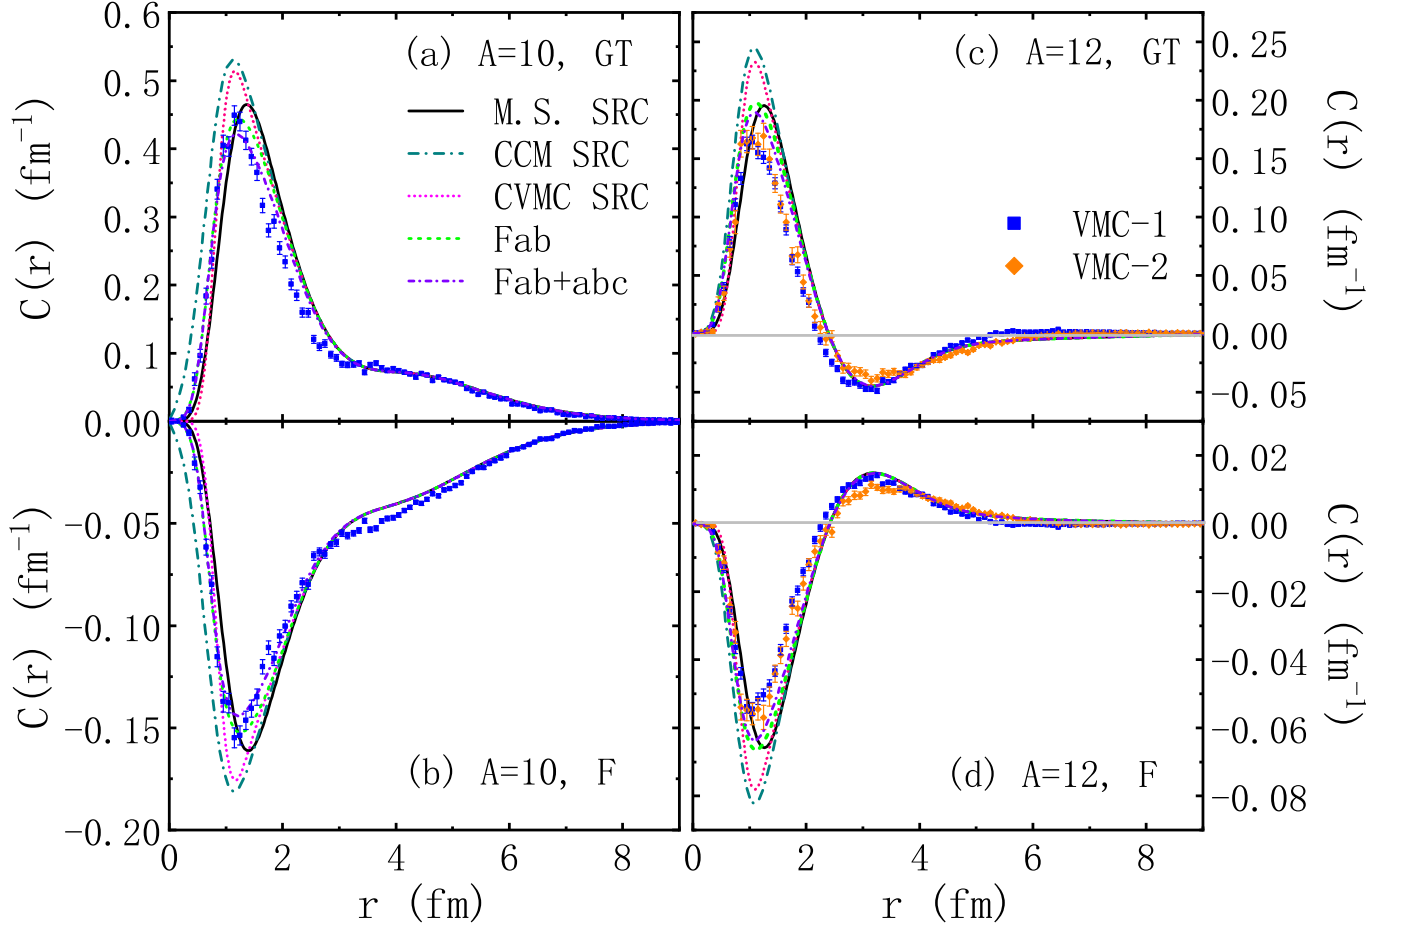 (a) A=10, GT
M.S. SRC
CCM SRC
CVMC SRC
Fab
Fab+abc
0.6
0.5
0.4
0.3
0.2
0.1
0.00
C(r) (fm⁻¹)
(c) A=12, GT
VMC-1
VMC-2
0.25
0.20
0.15
0.10
0.05
0.00
-0.05
C(r) (fm⁻¹)
-0.05
-0.10
-0.15
-0.20
C(r) (fm⁻¹)
(b) A=10, F
0 2 4 6 8
r (fm)
0.02
0.00
-0.02
-0.04
-0.06
-0.08
C(r) (fm⁻¹)
(d) A=12, F
0 2 4 6 8
r (fm)